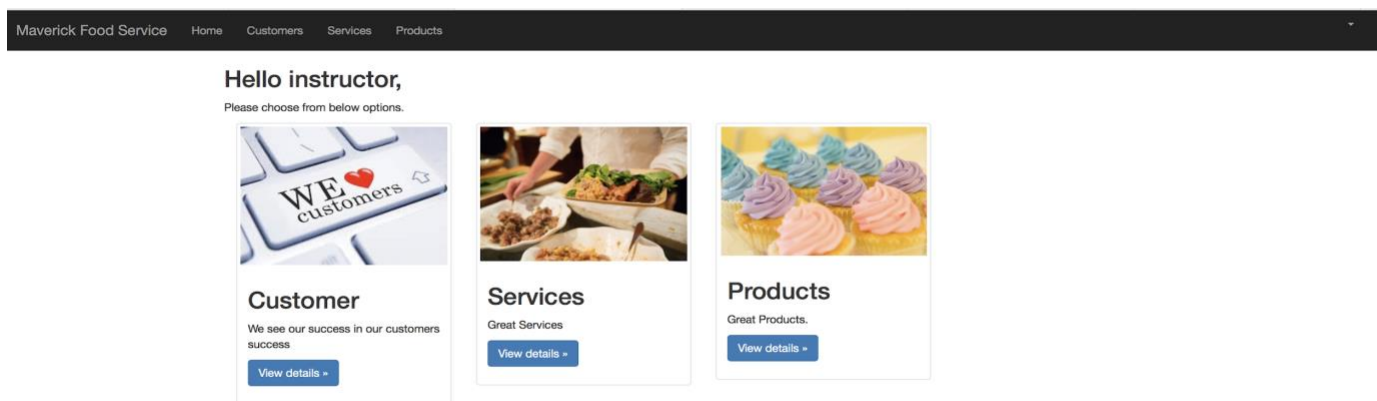 Maverick Food Service Home Customers Services Products
Hello instructor,
Please choose from below options.
WE
customers
Customer
We see our success in our customers
success
View details »
Services
Great Services
View details »
Products
Great Products.
View details »